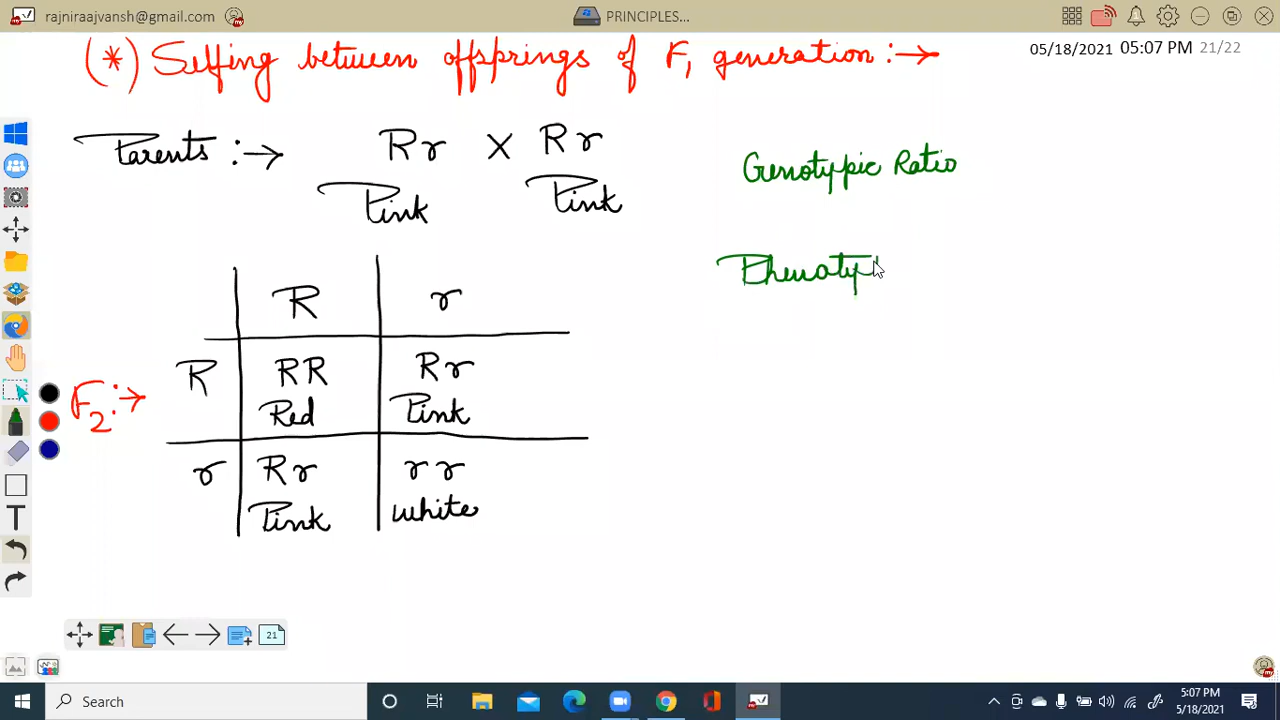 rajniraajvansh@gmail.com
PRINCIPLES...
05/18/2021 05:07 PM 21/22
(*) Selfing between offsprings of F1 generation :→
Parents :→ Rr X Rr
Pink Pink
Genotypic Ratio
Phenotyp
R r
R RR Rr
Red Pink
F2 :→
r Rr rr
Pink white
21
Search
5:07 PM
5/18/2021